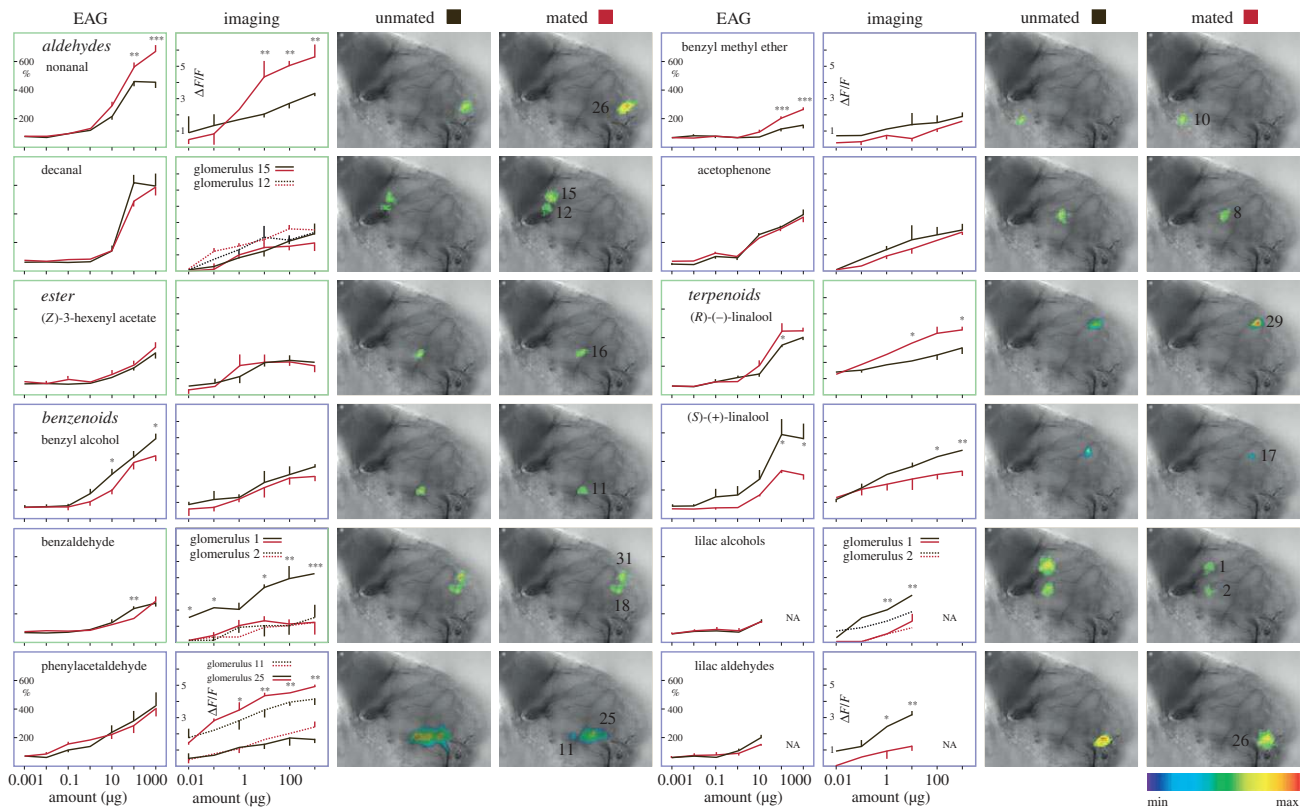 EAG imaging unmated mated EAG imaging unmated mated
aldehydes
nonanal
600
%
400
200
** ***
ΔF/F
5
3
1
** ** **
26
benzyl methyl ether
600
%
400
200
*** ***
ΔF/F
5
3
1
10
decanal
glomerulus 15
glomerulus 12
15
12
acetophenone
8
ester
(Z)-3-hexenyl acetate
16
terpenoids
(R)-(–)-linalool
*
* *
29
benzenoids
benzyl alcohol
* *
11
(S)-(+)-linalool
* *
* **
17
benzaldehyde
**
glomerulus 1
glomerulus 2
* * * ** ***
31
18
lilac alcohols
NA
glomerulus 1
glomerulus 2
**
**
NA
1
2
phenylacetaldehyde
600
%
400
200
glomerulus 11
glomerulus 25
ΔF/F
5
3
1
* ** ** **
25
11
lilac aldehydes
600
%
400
200
NA
ΔF/F
5
3
1
* **
NA
26
0.001 0.1 10 1000
amount (µg)
0.01 1 100
amount (µg)
0.001 0.1 10 1000
amount (µg)
0.01 1 100
amount (µg)
min max